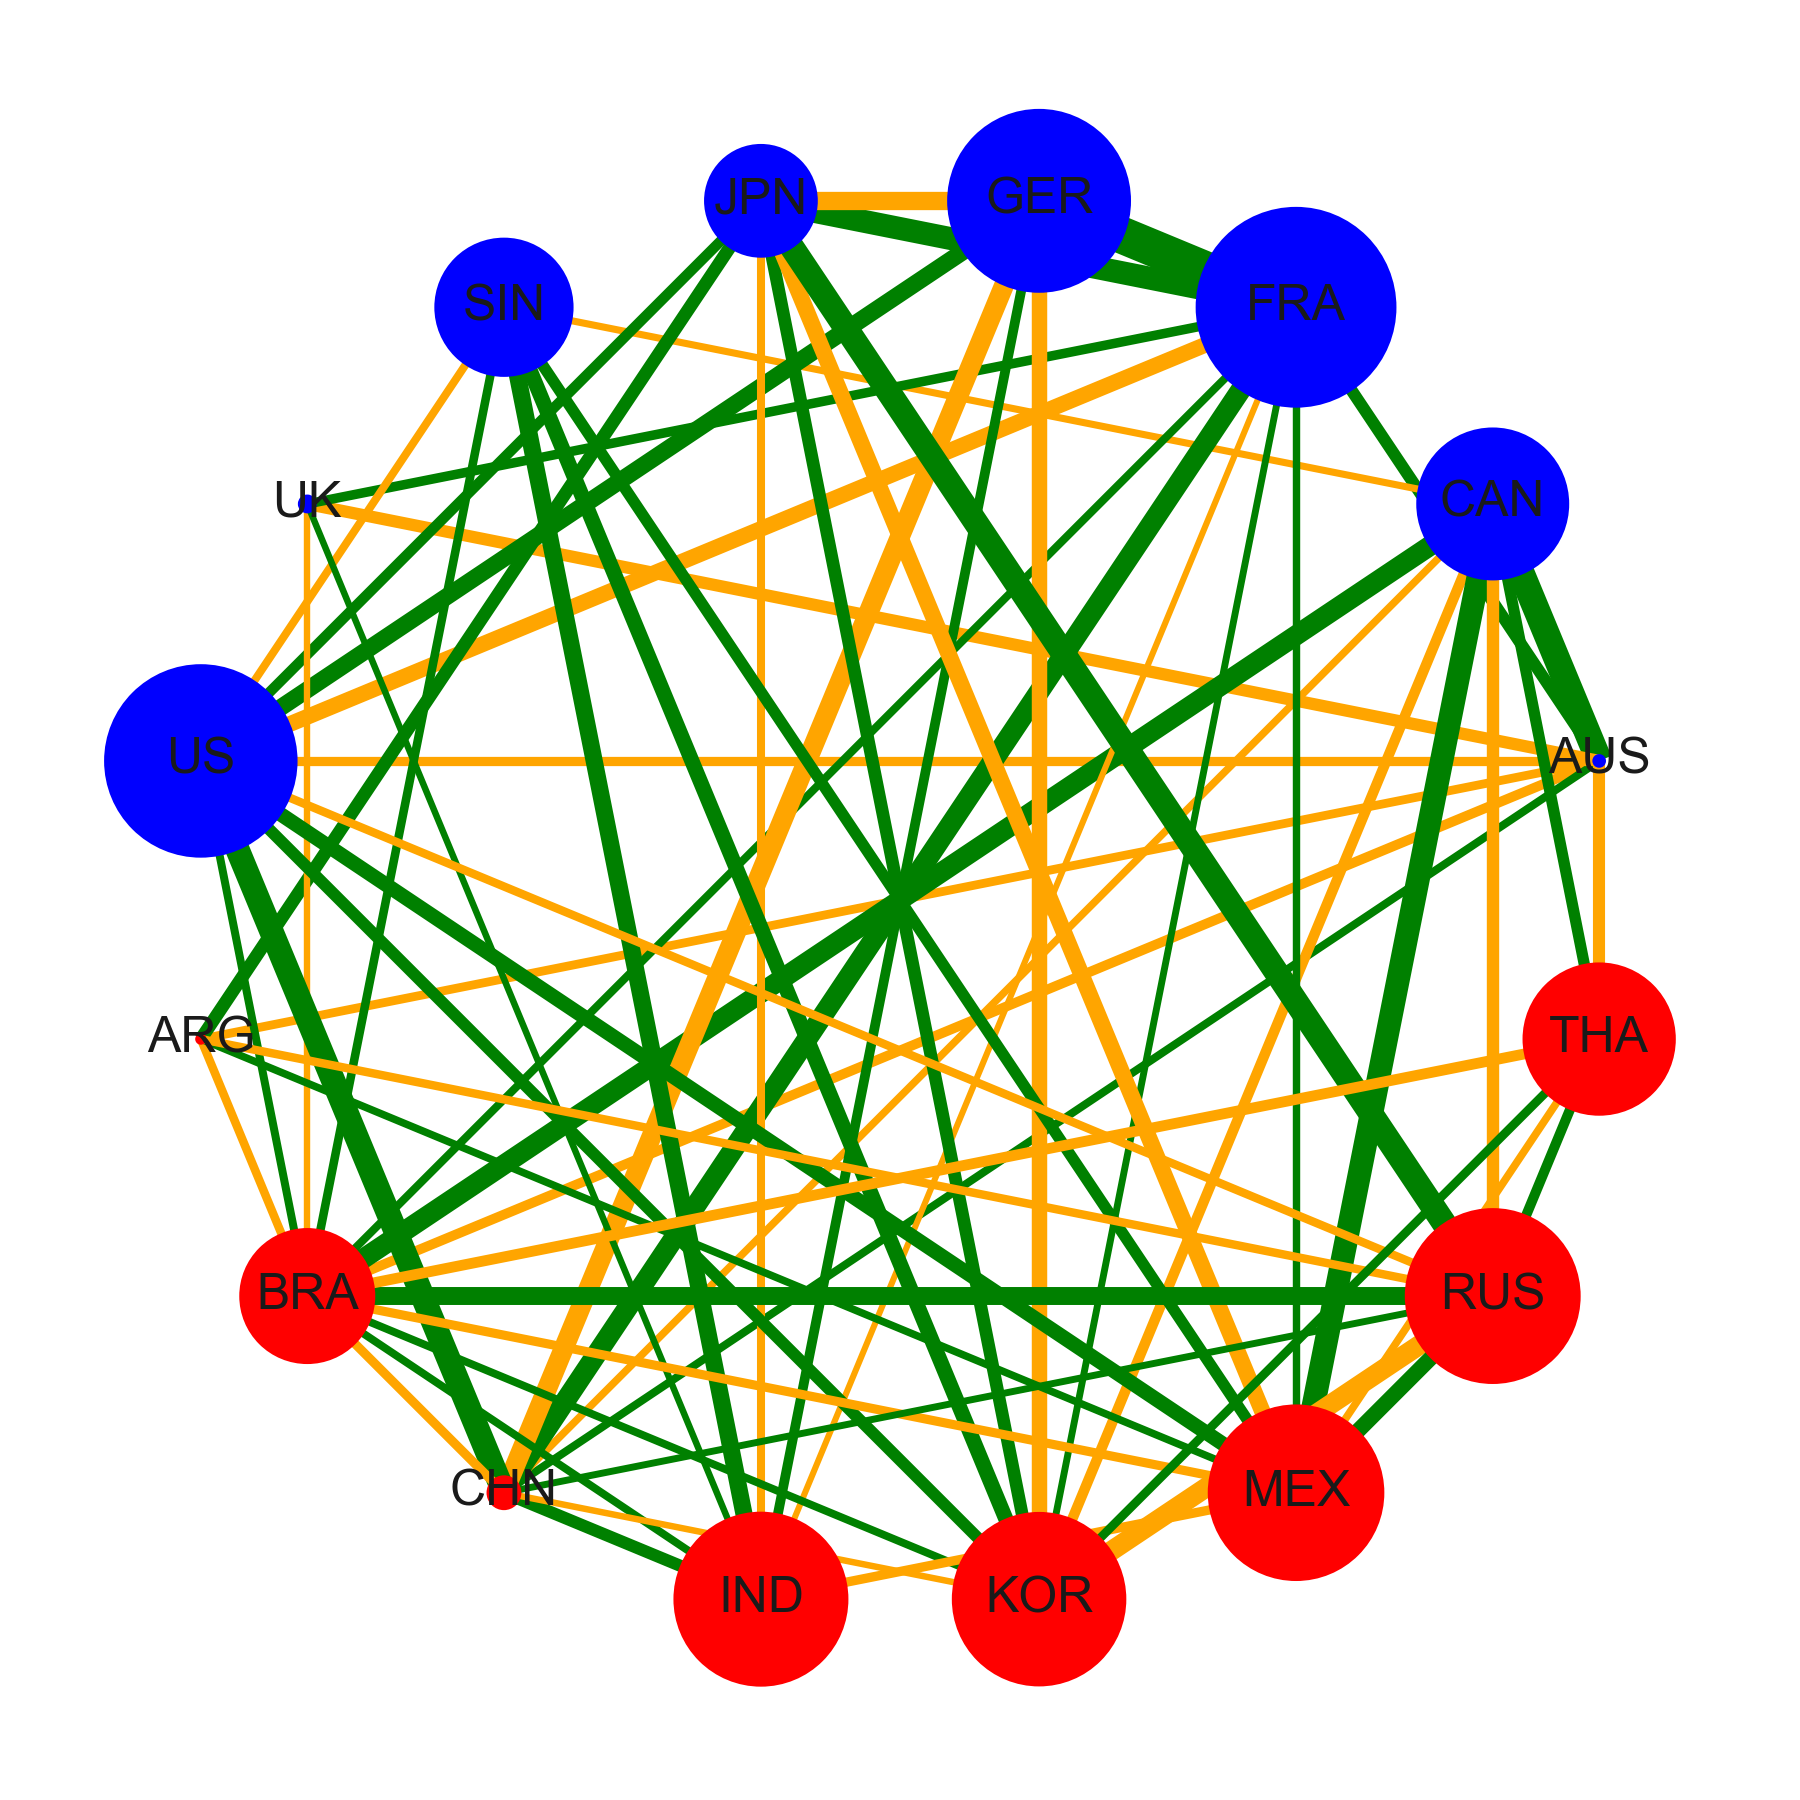 JPN
GER
SIN
FRA
UK
CAN
US
AUS
ARG
THA
BRA
RUS
CHN
MEX
IND
KOR